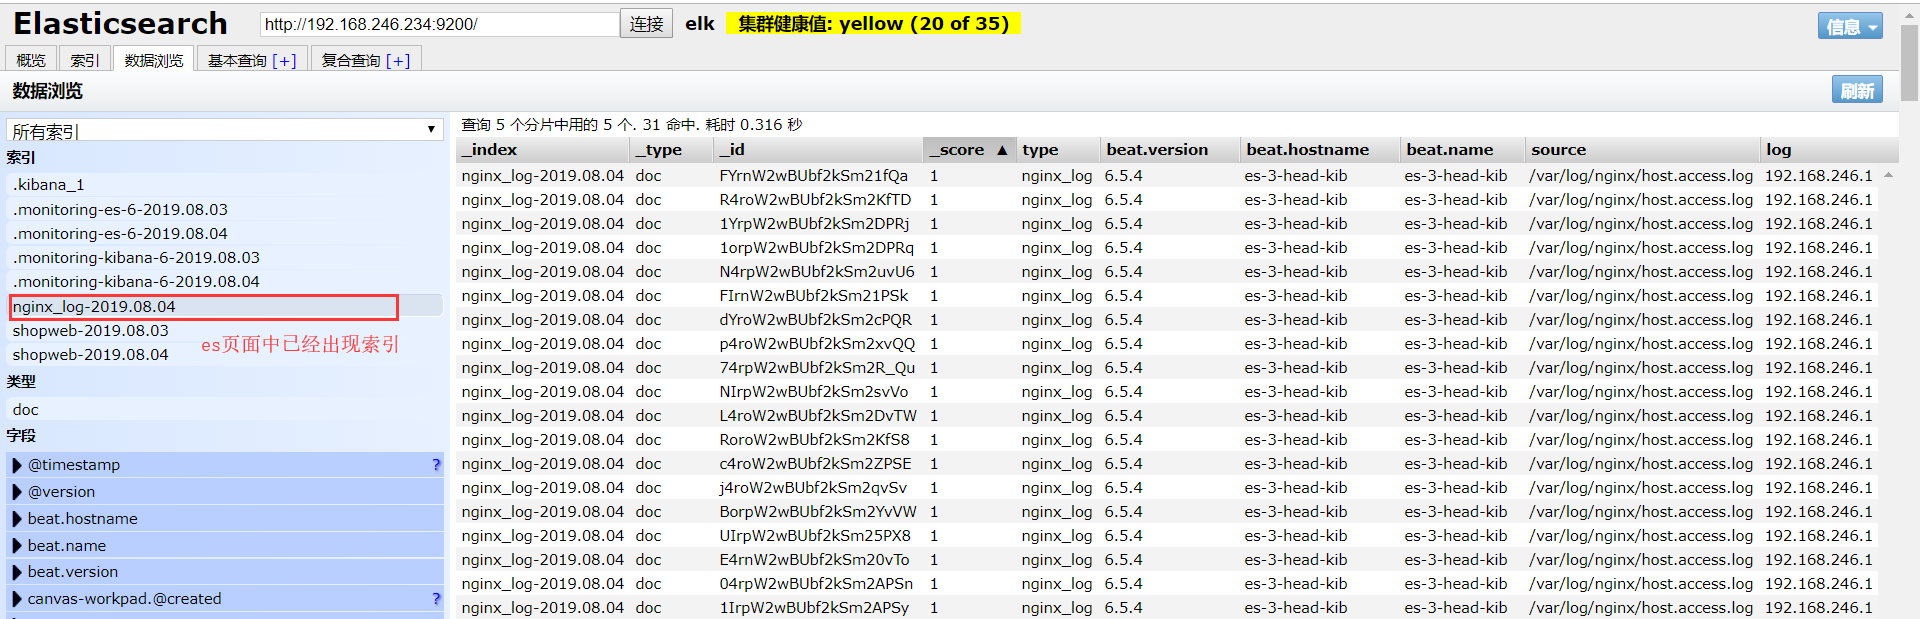 Elasticsearch http://192.168.246.234:9200/ 连接 elk 集群健康值: yellow (20 of 35) 信息
概览 索引 数据浏览 基本查询 [+] 复合查询 [+]
数据浏览 刷新
所有索引
索引
.kibana_1
.monitoring-es-6-2019.08.03
.monitoring-es-6-2019.08.04
.monitoring-kibana-6-2019.08.03
.monitoring-kibana-6-2019.08.04
nginx_log-2019.08.04
shopweb-2019.08.03
shopweb-2019.08.04
es页面中已经出现索引
类型
doc
字段
@timestamp ?
@version
beat.hostname
beat.name
beat.version
canvas-workpad.@created ?
查询 5 个分片中用的 5 个. 31 命中. 耗时 0.316 秒
_index _type _id _score ▲ type beat.version beat.hostname beat.name source log
nginx_log-2019.08.04 doc FYrnW2wBUbf2kSm21fQa 1 nginx_log 6.5.4 es-3-head-kib es-3-head-kib /var/log/nginx/host.access.log 192.168.246.1
nginx_log-2019.08.04 doc R4roW2wBUbf2kSm2KfTD 1 nginx_log 6.5.4 es-3-head-kib es-3-head-kib /var/log/nginx/host.access.log 192.168.246.1
nginx_log-2019.08.04 doc 1YrpW2wBUbf2kSm2DPRj 1 nginx_log 6.5.4 es-3-head-kib es-3-head-kib /var/log/nginx/host.access.log 192.168.246.1
nginx_log-2019.08.04 doc 1orpW2wBUbf2kSm2DPRq 1 nginx_log 6.5.4 es-3-head-kib es-3-head-kib /var/log/nginx/host.access.log 192.168.246.1
nginx_log-2019.08.04 doc N4rpW2wBUbf2kSm2uvU6 1 nginx_log 6.5.4 es-3-head-kib es-3-head-kib /var/log/nginx/host.access.log 192.168.246.1
nginx_log-2019.08.04 doc FIrnW2wBUbf2kSm21PSk 1 nginx_log 6.5.4 es-3-head-kib es-3-head-kib /var/log/nginx/host.access.log 192.168.246.1
nginx_log-2019.08.04 doc dYroW2wBUbf2kSm2cPQR 1 nginx_log 6.5.4 es-3-head-kib es-3-head-kib /var/log/nginx/host.access.log 192.168.246.1
nginx_log-2019.08.04 doc p4roW2wBUbf2kSm2xvQQ 1 nginx_log 6.5.4 es-3-head-kib es-3-head-kib /var/log/nginx/host.access.log 192.168.246.1
nginx_log-2019.08.04 doc 74rpW2wBUbf2kSm2R_Qu 1 nginx_log 6.5.4 es-3-head-kib es-3-head-kib /var/log/nginx/host.access.log 192.168.246.1
nginx_log-2019.08.04 doc NIrpW2wBUbf2kSm2svVo 1 nginx_log 6.5.4 es-3-head-kib es-3-head-kib /var/log/nginx/host.access.log 192.168.246.1
nginx_log-2019.08.04 doc L4roW2wBUbf2kSm2DvTW 1 nginx_log 6.5.4 es-3-head-kib es-3-head-kib /var/log/nginx/host.access.log 192.168.246.1
nginx_log-2019.08.04 doc RoroW2wBUbf2kSm2KfS8 1 nginx_log 6.5.4 es-3-head-kib es-3-head-kib /var/log/nginx/host.access.log 192.168.246.1
nginx_log-2019.08.04 doc c4roW2wBUbf2kSm2ZPSE 1 nginx_log 6.5.4 es-3-head-kib es-3-head-kib /var/log/nginx/host.access.log 192.168.246.1
nginx_log-2019.08.04 doc j4roW2wBUbf2kSm2qvSv 1 nginx_log 6.5.4 es-3-head-kib es-3-head-kib /var/log/nginx/host.access.log 192.168.246.1
nginx_log-2019.08.04 doc BorpW2wBUbf2kSm2YvVW 1 nginx_log 6.5.4 es-3-head-kib es-3-head-kib /var/log/nginx/host.access.log 192.168.246.1
nginx_log-2019.08.04 doc UIrpW2wBUbf2kSm25PX8 1 nginx_log 6.5.4 es-3-head-kib es-3-head-kib /var/log/nginx/host.access.log 192.168.246.1
nginx_log-2019.08.04 doc E4rnW2wBUbf2kSm20vTo 1 nginx_log 6.5.4 es-3-head-kib es-3-head-kib /var/log/nginx/host.access.log 192.168.246.1
nginx_log-2019.08.04 doc 04rpW2wBUbf2kSm2APSn 1 nginx_log 6.5.4 es-3-head-kib es-3-head-kib /var/log/nginx/host.access.log 192.168.246.1
nginx_log-2019.08.04 doc 1IrpW2wBUbf2kSm2APSy 1 nginx_log 6.5.4 es-3-head-kib es-3-head-kib /var/log/nginx/host.access.log 192.168.246.1